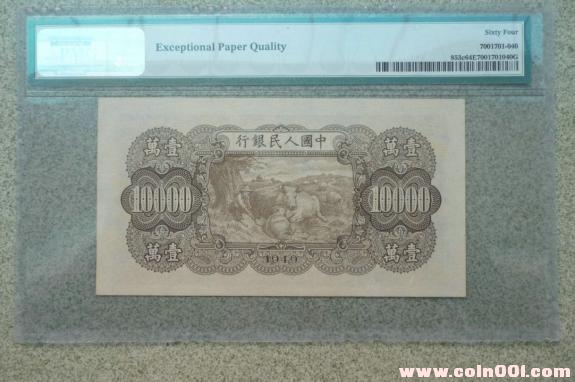 Sixty Four
Exceptional Paper Quality
7001701-040
853c64E7001701040G
行銀民人國中
萬壹 萬壹
10000 10000
萬壹 萬壹
1949
www.coin001.com